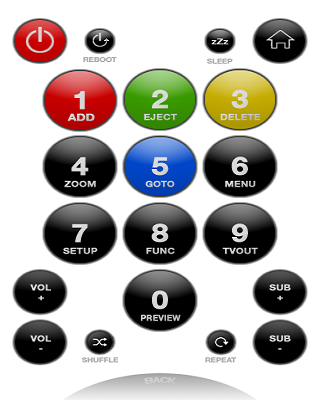 zZz
REBOOT
SLEEP
1
ADD
2
EJECT
3
DELETE
4
ZOOM
5
GOTO
6
MENU
7
SETUP
8
FUNC
9
TVOUT
VOL
+
0
PREVIEW
SUB
+
VOL
-
SHUFFLE
REPEAT
SUB
-
BACK